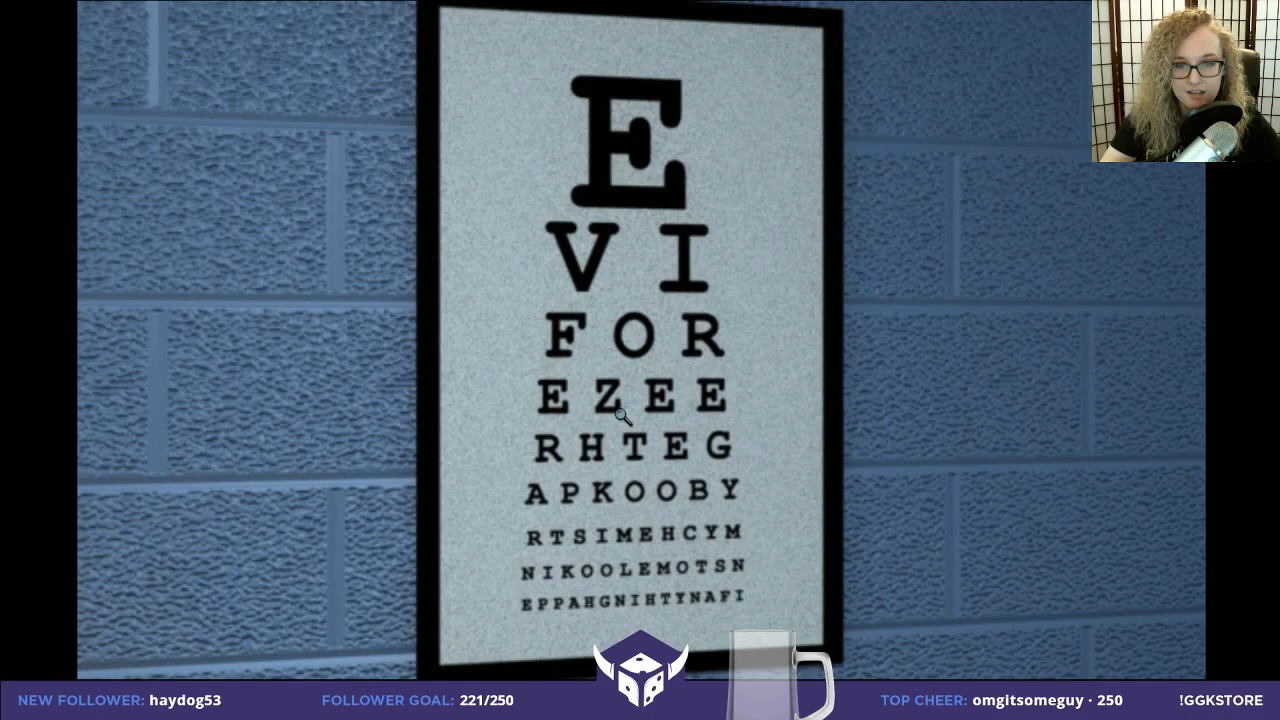 E
V I
F O R
E Z E E
R H T E G
A P K O O B Y
R T S I M E H C Y M
N I K O O L E M O T S N
E P P A H G N I H T Y N A F I
NEW FOLLOWER: haydog53 FOLLOWER GOAL: 221/250 TOP CHEER: omgitsomeguy · 250 !GGKSTORE